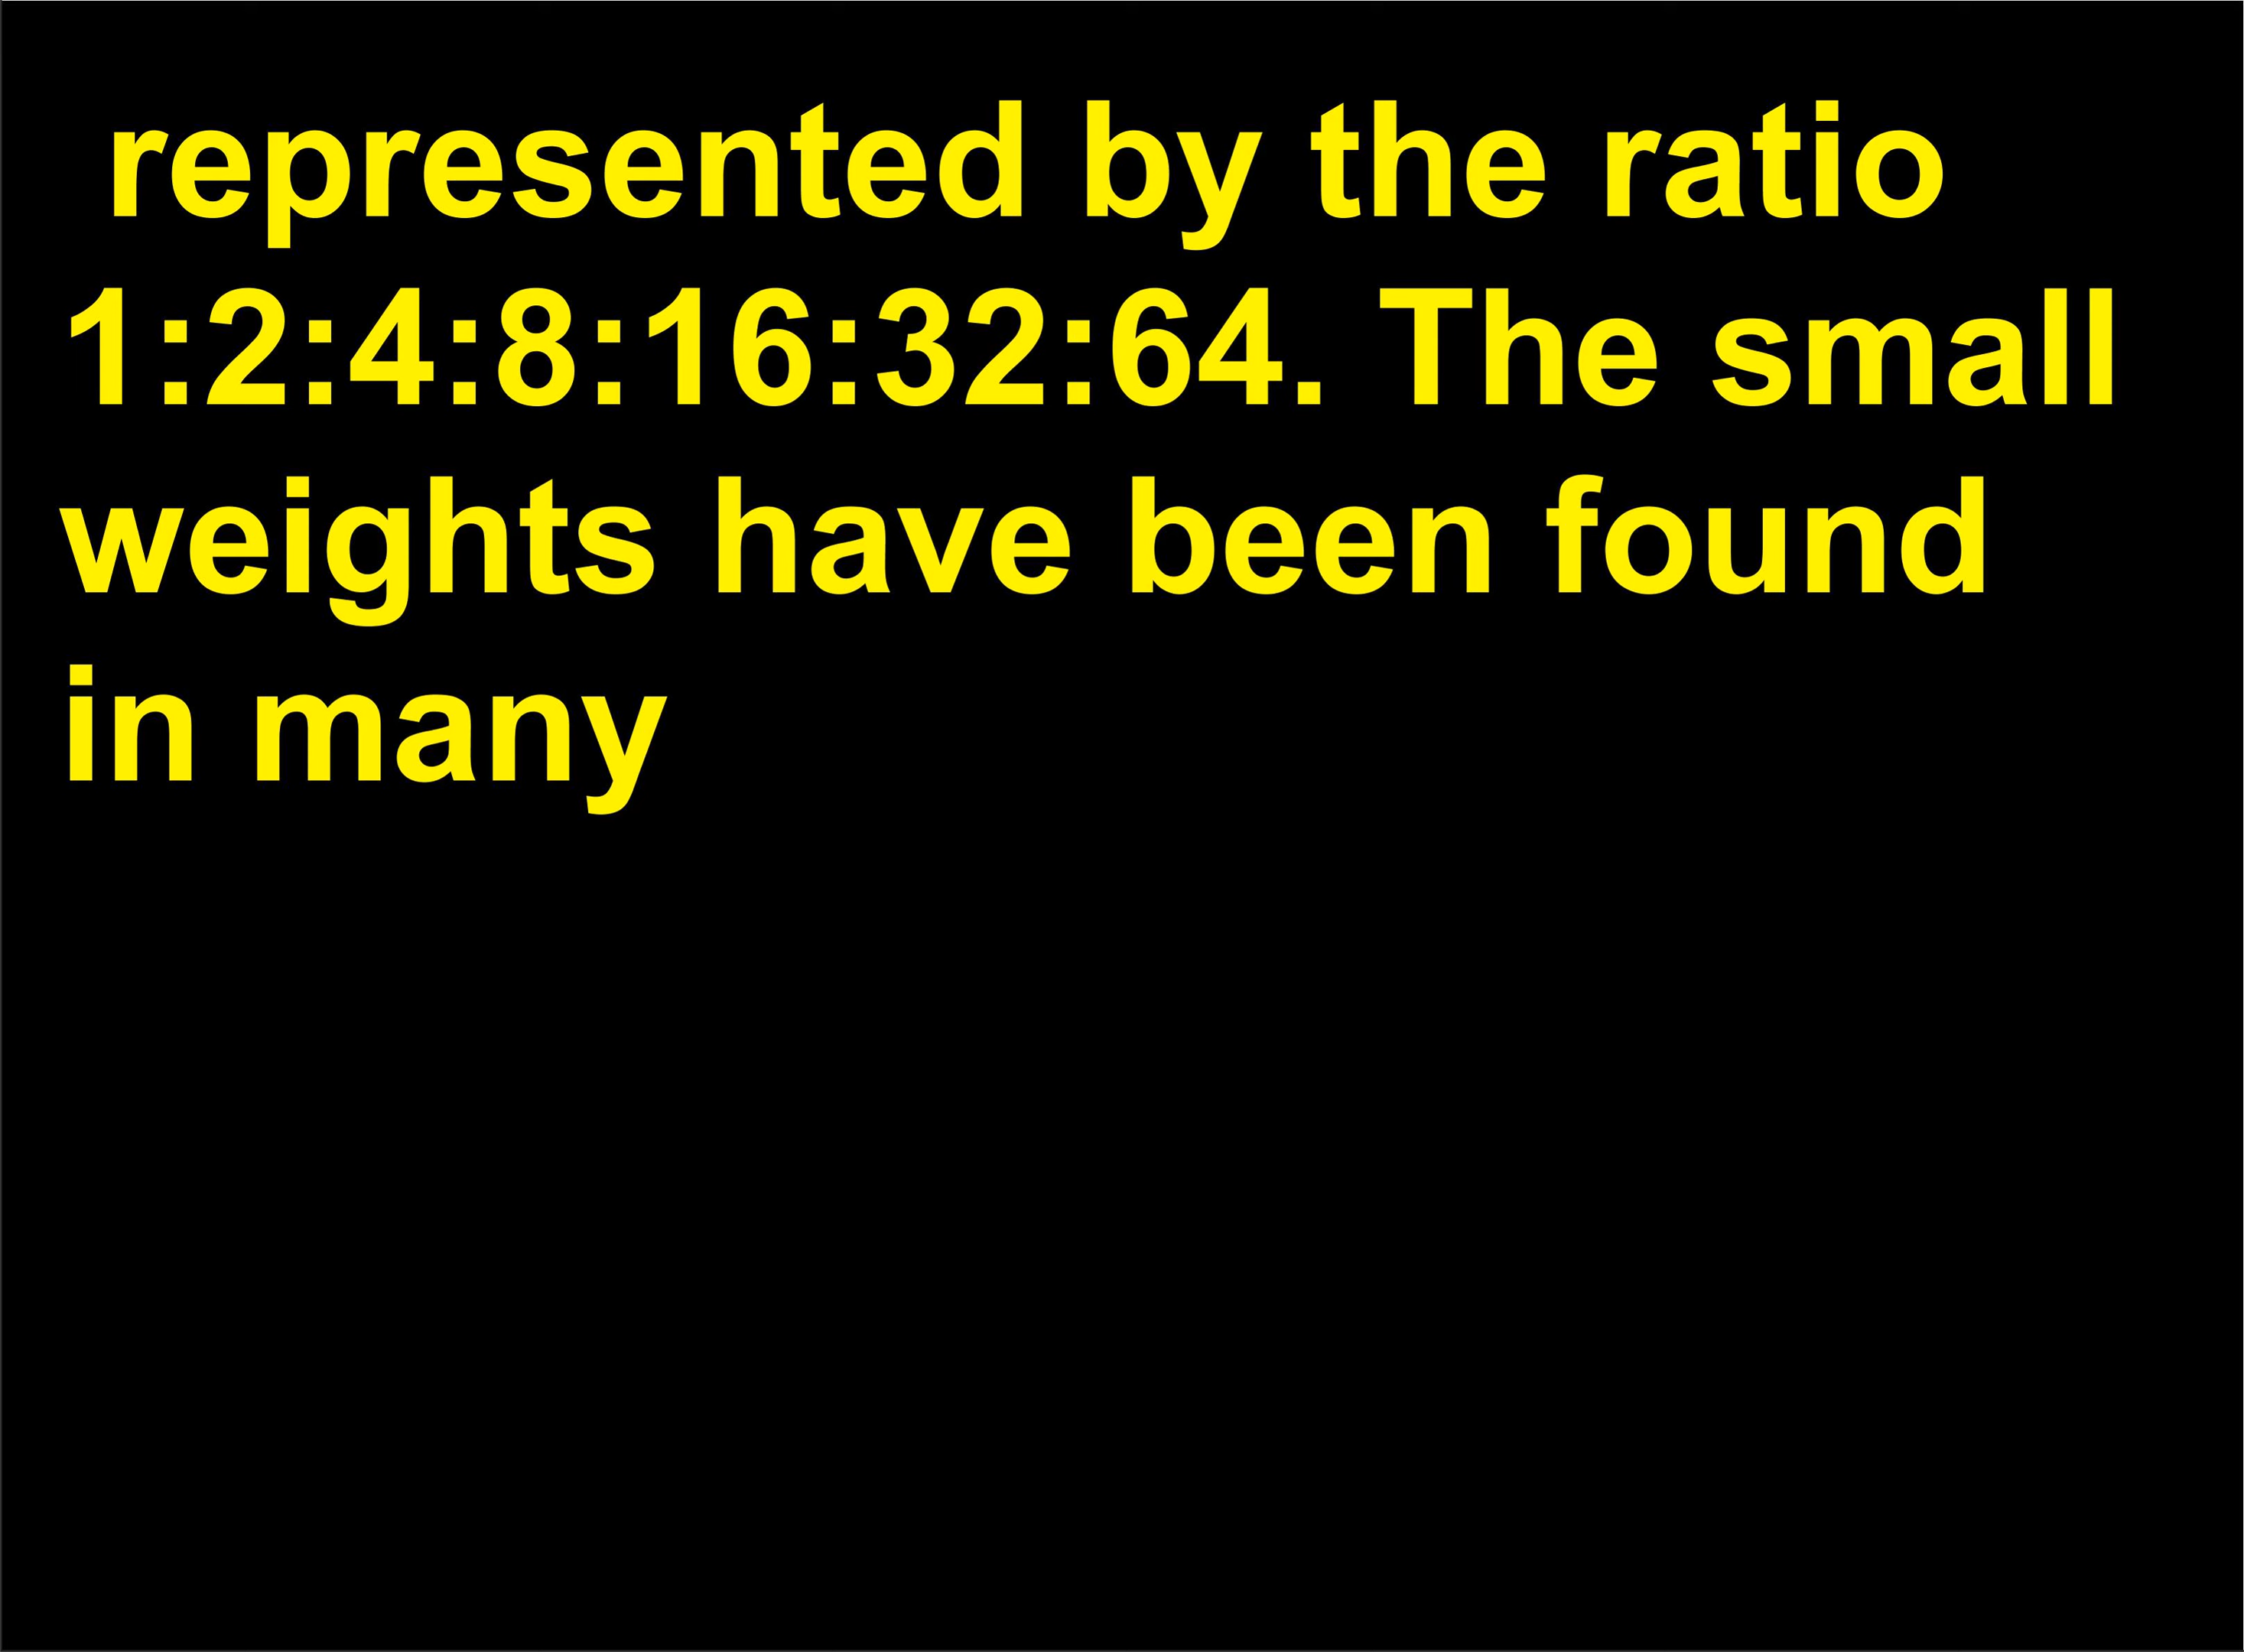 represented by the ratio
1:2:4:8:16:32:64. The small
weights have been found
in many